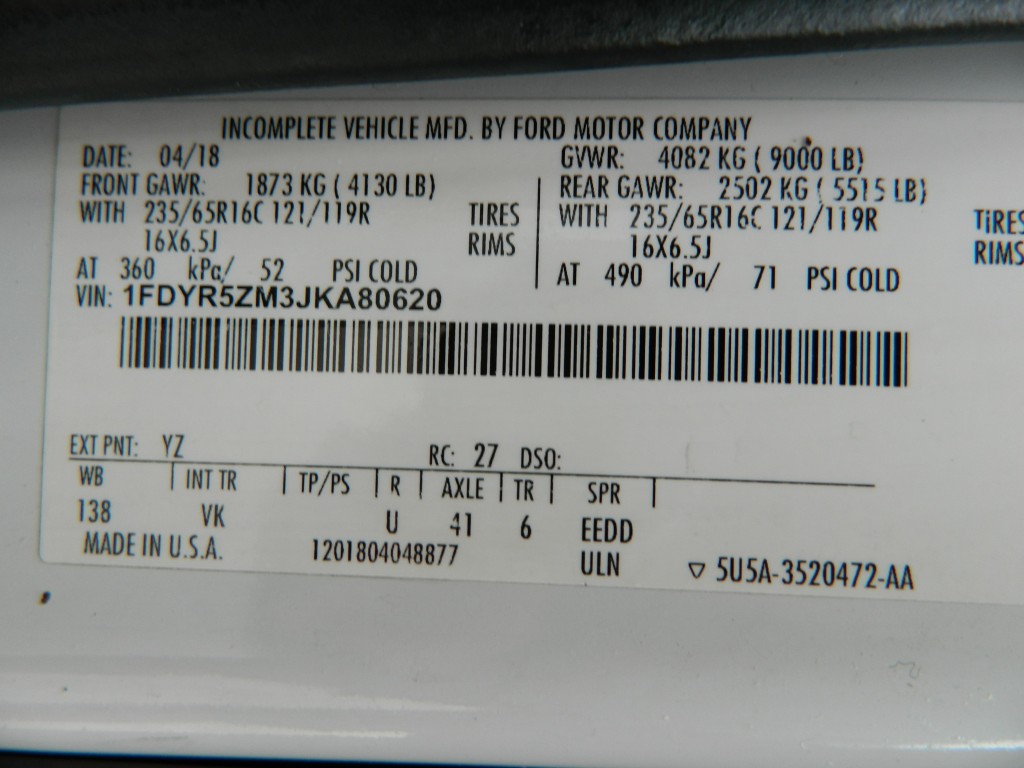 INCOMPLETE VEHICLE MFD. BY FORD MOTOR COMPANY
DATE: 04/18 GVWR: 4082 KG ( 9000 LB)
FRONT GAWR: 1873 KG ( 4130 LB) REAR GAWR: 2502 KG ( 5515 LB)
WITH 235/65R16C 121/119R TIRES WITH 235/65R16C 121/119R TIRES
16X6.5J RIMS 16X6.5J RIMS
AT 360 kPa/ 52 PSI COLD AT 490 kPa/ 71 PSI COLD
VIN: 1FDYR5ZM3JKA80620
EXT PNT: YZ RC: 27 DSO:
WB INT TR TP/PS R AXLE TR SPR
138 VK U 41 6 EEDD
MADE IN U.S.A. 1201804048877 ULN ▽ 5U5A-3520472-AA